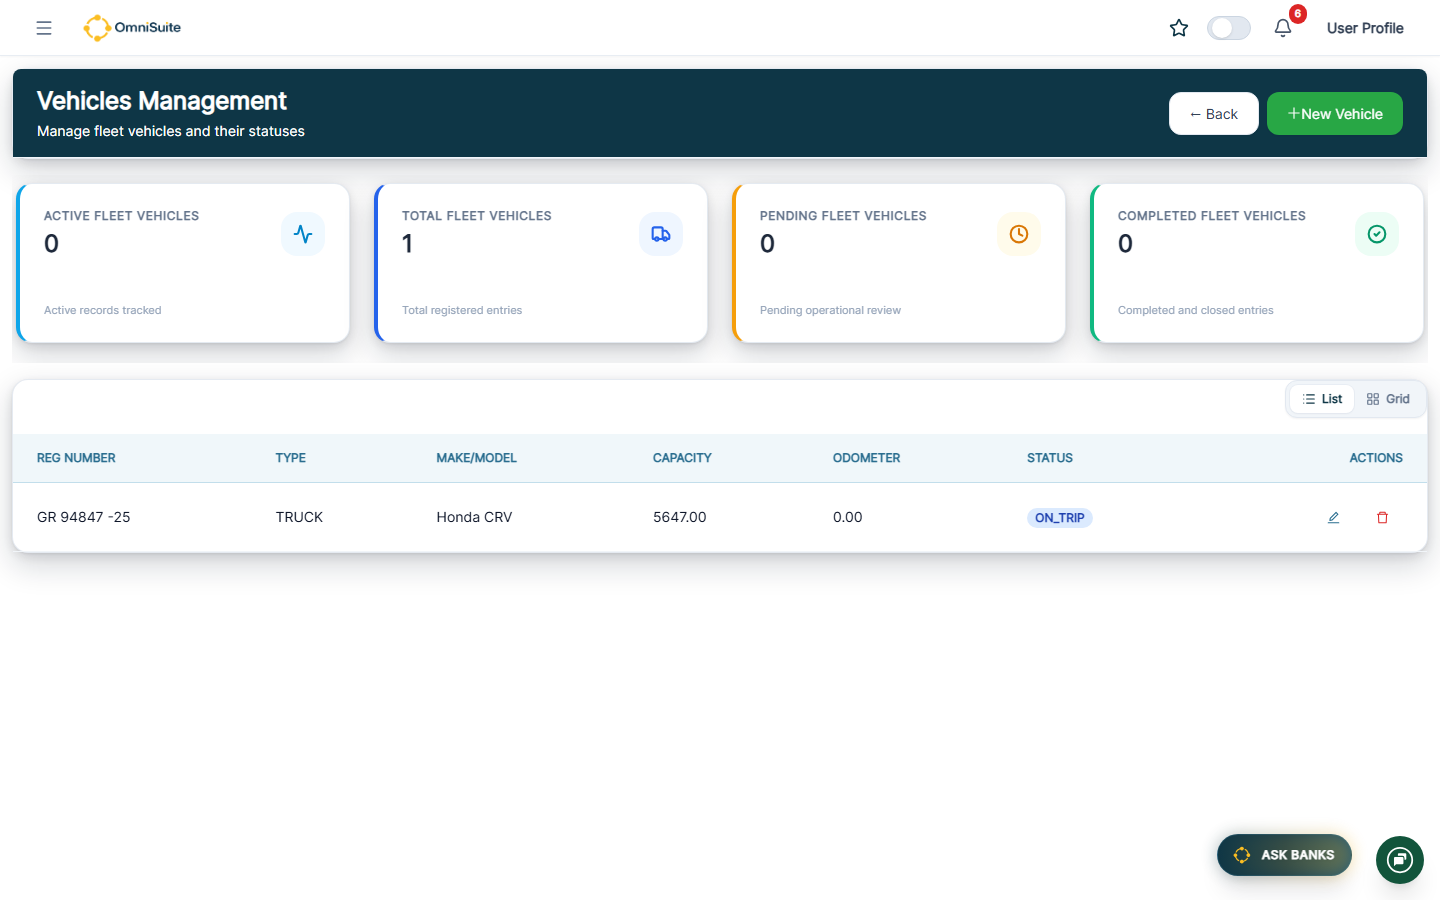 OmniSuite
6
User Profile
Vehicles Management
Manage fleet vehicles and their statuses
← Back
+New Vehicle
ACTIVE FLEET VEHICLES
0
Active records tracked
TOTAL FLEET VEHICLES
1
Total registered entries
PENDING FLEET VEHICLES
0
Pending operational review
COMPLETED FLEET VEHICLES
0
Completed and closed entries
List Grid
REG NUMBER TYPE MAKE/MODEL CAPACITY ODOMETER STATUS ACTIONS
GR 94847 -25 TRUCK Honda CRV 5647.00 0.00 ON_TRIP
ASK BANKS